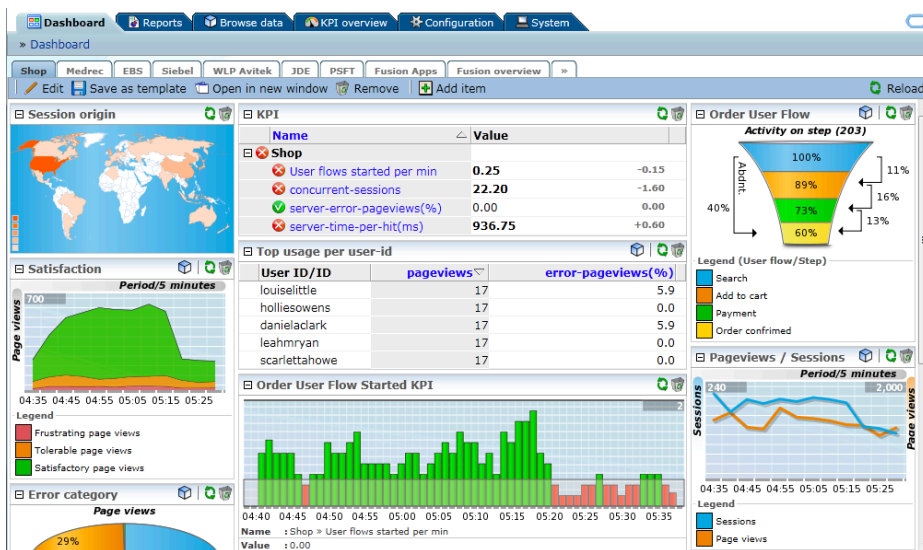 Dashboard Reports Browse data KPI overview Configuration System
» Dashboard
Shop Medrec EBS Siebel WLP Avitek JDE PSFT Fusion Apps Fusion overview »
Edit Save as template Open in new window Remove Add item Reload
Session origin
Satisfaction
Period/5 minutes
700
Page views
04:35 04:45 04:55 05:05 05:15 05:25
Legend
Frustrating page views
Tolerable page views
Satisfactory page views
Error category
Page views
29%
KPI
Name Value
Shop
User flows started per min 0.25 -0.15
concurrent-sessions 22.20 -1.60
server-error-pageviews(%) 0.00 0.00
server-time-per-hit(ms) 936.75 +0.60
Top usage per user-id
User ID/ID pageviews error-pageviews(%)
louiselittle 17 5.9
holliesowens 17 0.0
danielaclark 17 5.9
leahmryan 17 0.0
scarlettahowe 17 0.0
Order User Flow Started KPI
2
04:40 04:45 04:50 04:55 05:00 05:05 05:10 05:15 05:20 05:25 05:30 05:35
Name : Shop » User flows started per min
Value : 0.00
Order User Flow
Activity on step (203)
100%
89%
73%
60%
Abdnt.
40%
11%
16%
13%
Legend (User flow/Step)
Search
Add to cart
Payment
Order confrimed
Pageviews / Sessions
Period/5 minutes
240 2,000
Sessions
Page views
04:35 04:45 04:55 05:05 05:15 05:25
Legend
Sessions
Page views